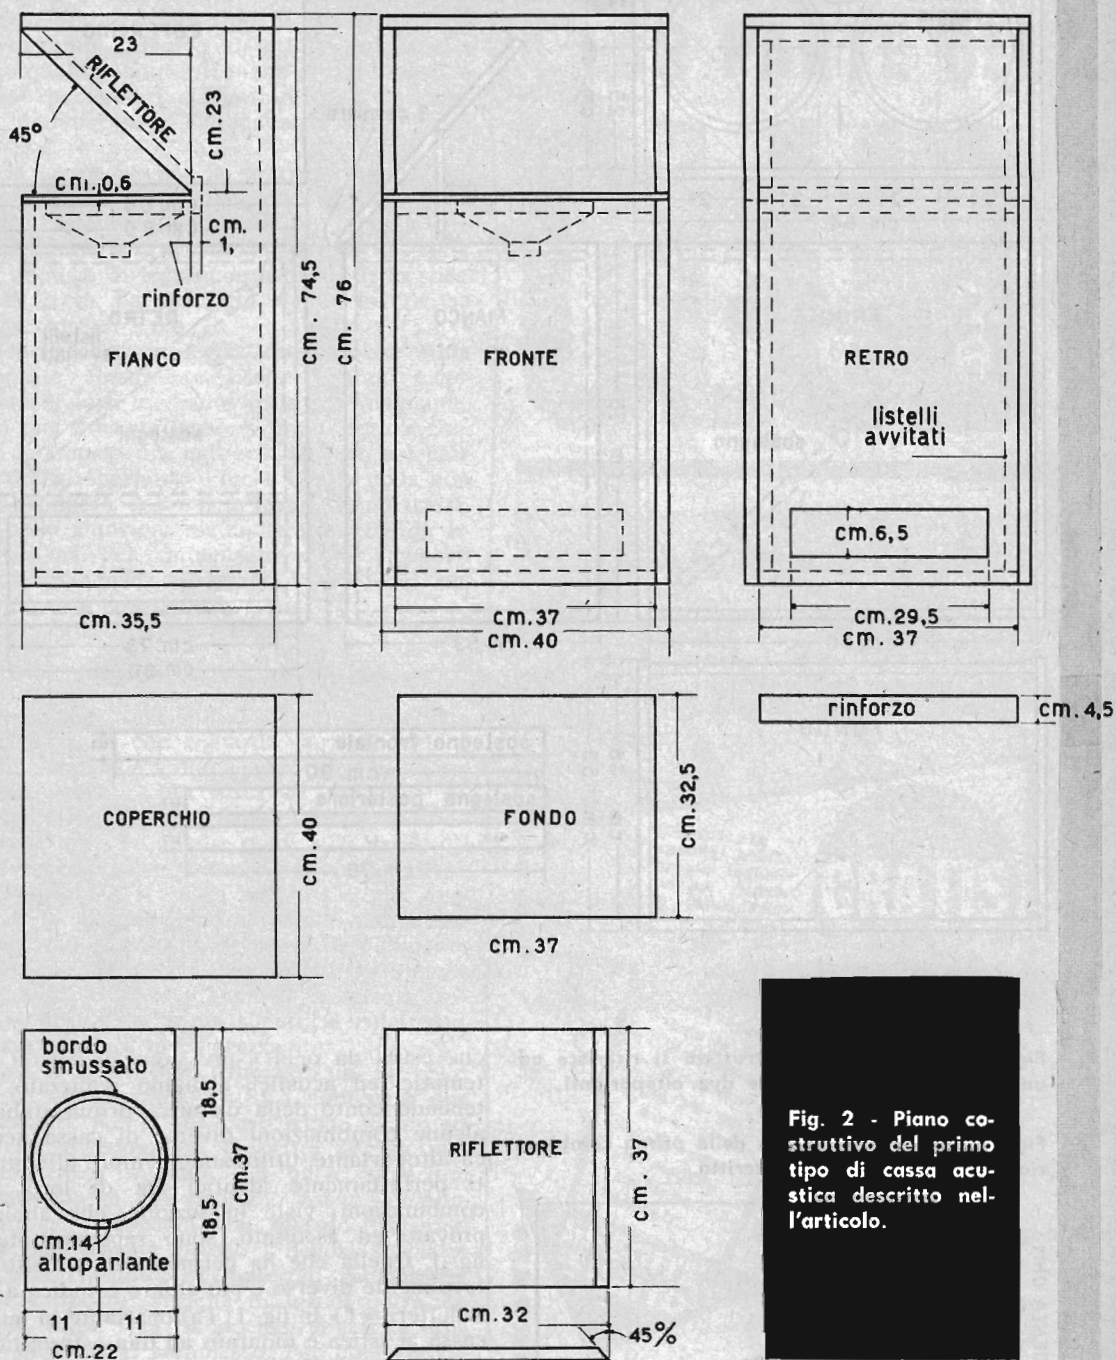 23
RIFLETTORE
45°
cm.23
cm. 0,6
cm.
1,
rinforzo
FIANCO
cm. 74,5
cm. 76
cm. 35,5
FRONTE
cm.37
cm.40
RETRO
listelli
avvitati
cm.6,5
cm.29,5
cm. 37
COPERCHIO
cm.40
FONDO
cm.32,5
cm.37
rinforzo
cm. 4,5
bordo
smussato
18,5
cm.37
18,5
cm.14
altoparlante
11 11
cm.22
RIFLETTORE
cm. 37
cm.32
45%
Fig. 2 - Piano co-
struttivo del primo
tipo di cassa acu-
stica descritto nel-
l'articolo.